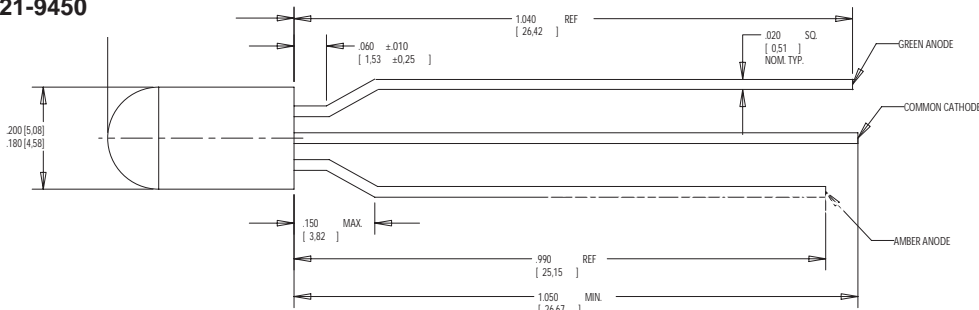 21-9450
1.040 REF
[ 26,42 ]
.060 ±.010
[ 1,53 ±0,25 ]
.020 SQ.
[ 0,51 ]
NOM. TYP.
GREEN ANODE
COMMON CATHODE
.200 [5,08]
.180 [4,58]
.150 MAX.
[ 3,82 ]
AMBER ANODE
.990 REF
[ 25,15 ]
1.050 MIN.
[ 26,67 ]